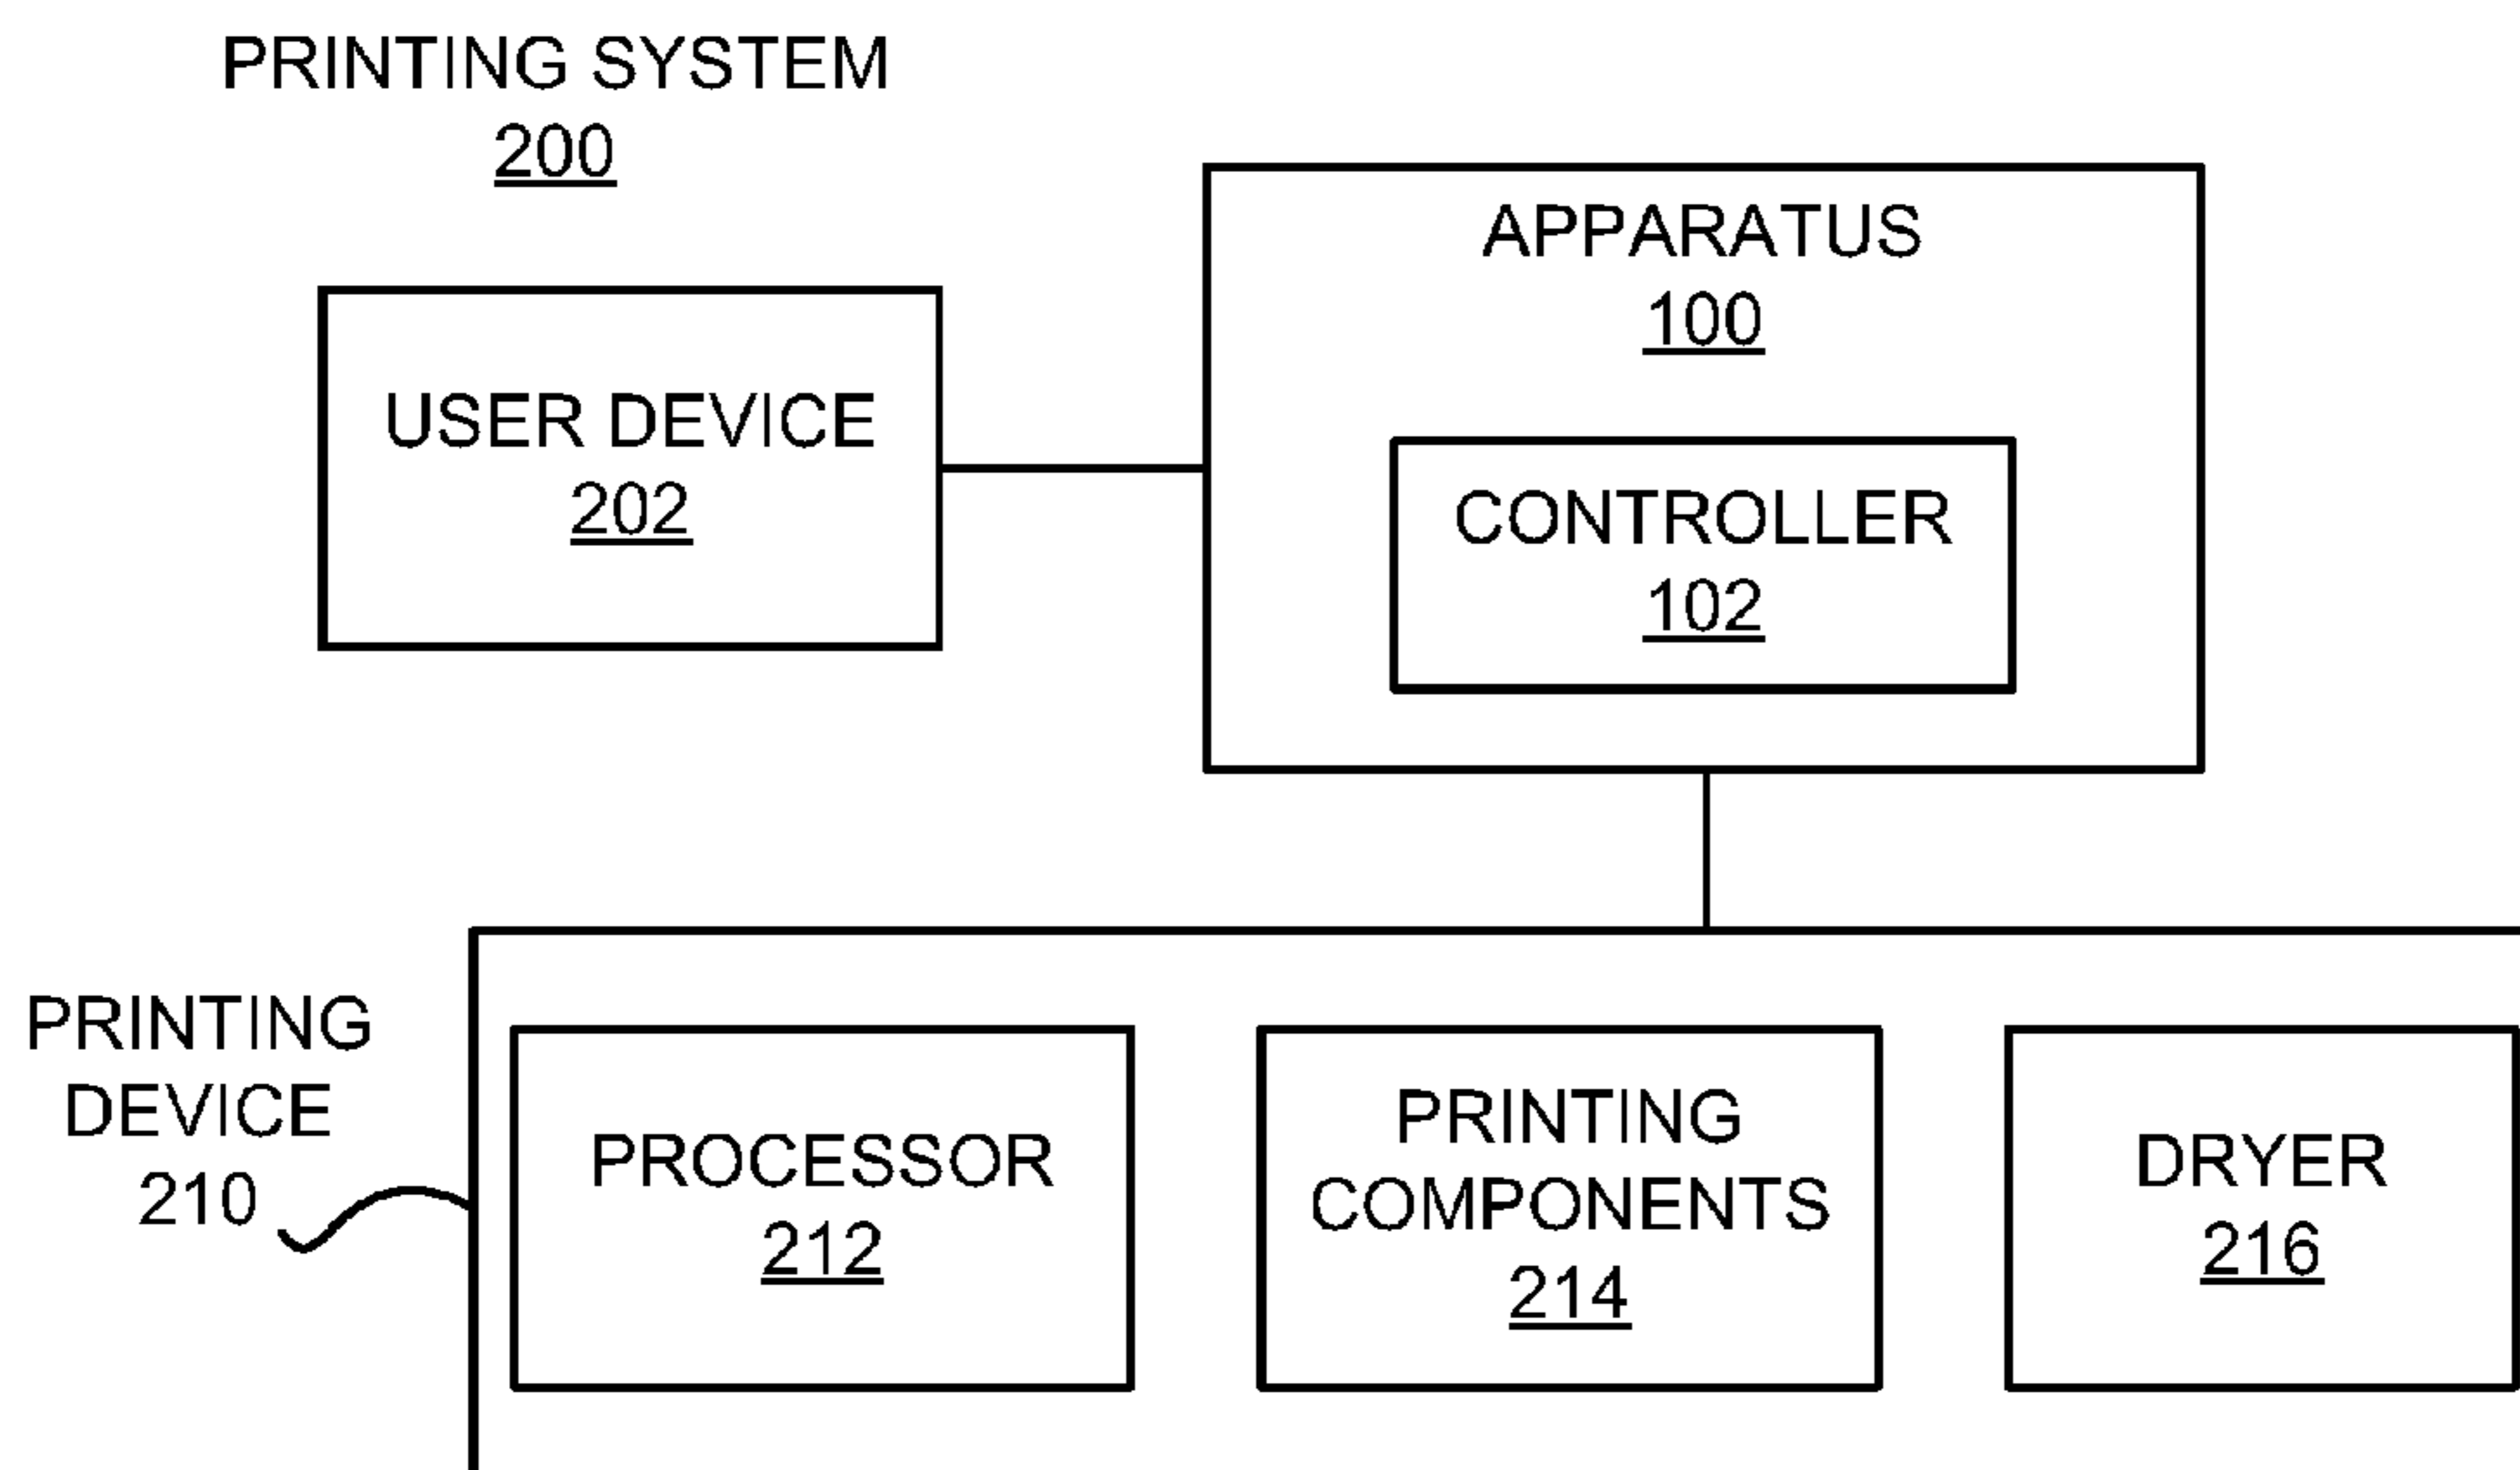 PRINTING SYSTEM
200
APPARATUS
100
USER DEVICE
202
CONTROLLER
102
PRINTING
DEVICE
210
PROCESSOR
212
PRINTING
COMPONENTS
214
DRYER
216